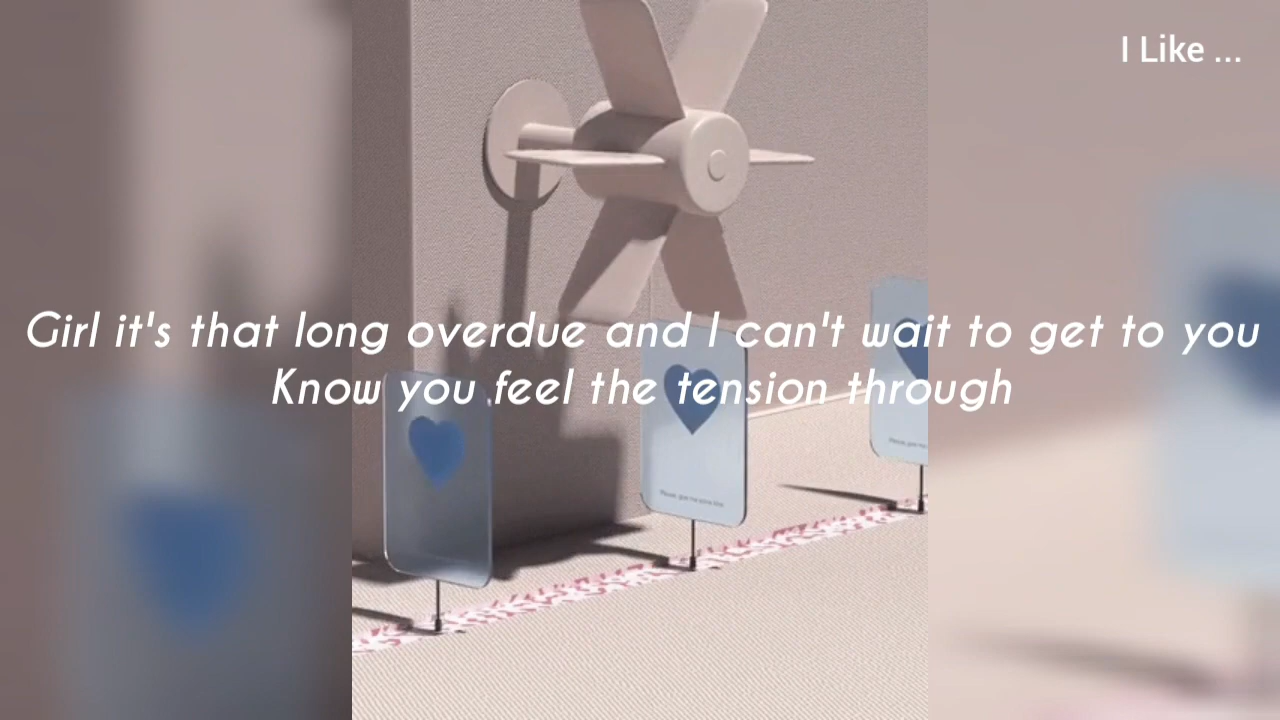 I Like ...
Girl it's that long overdue and I can't wait to get to you
Know you feel the tension through